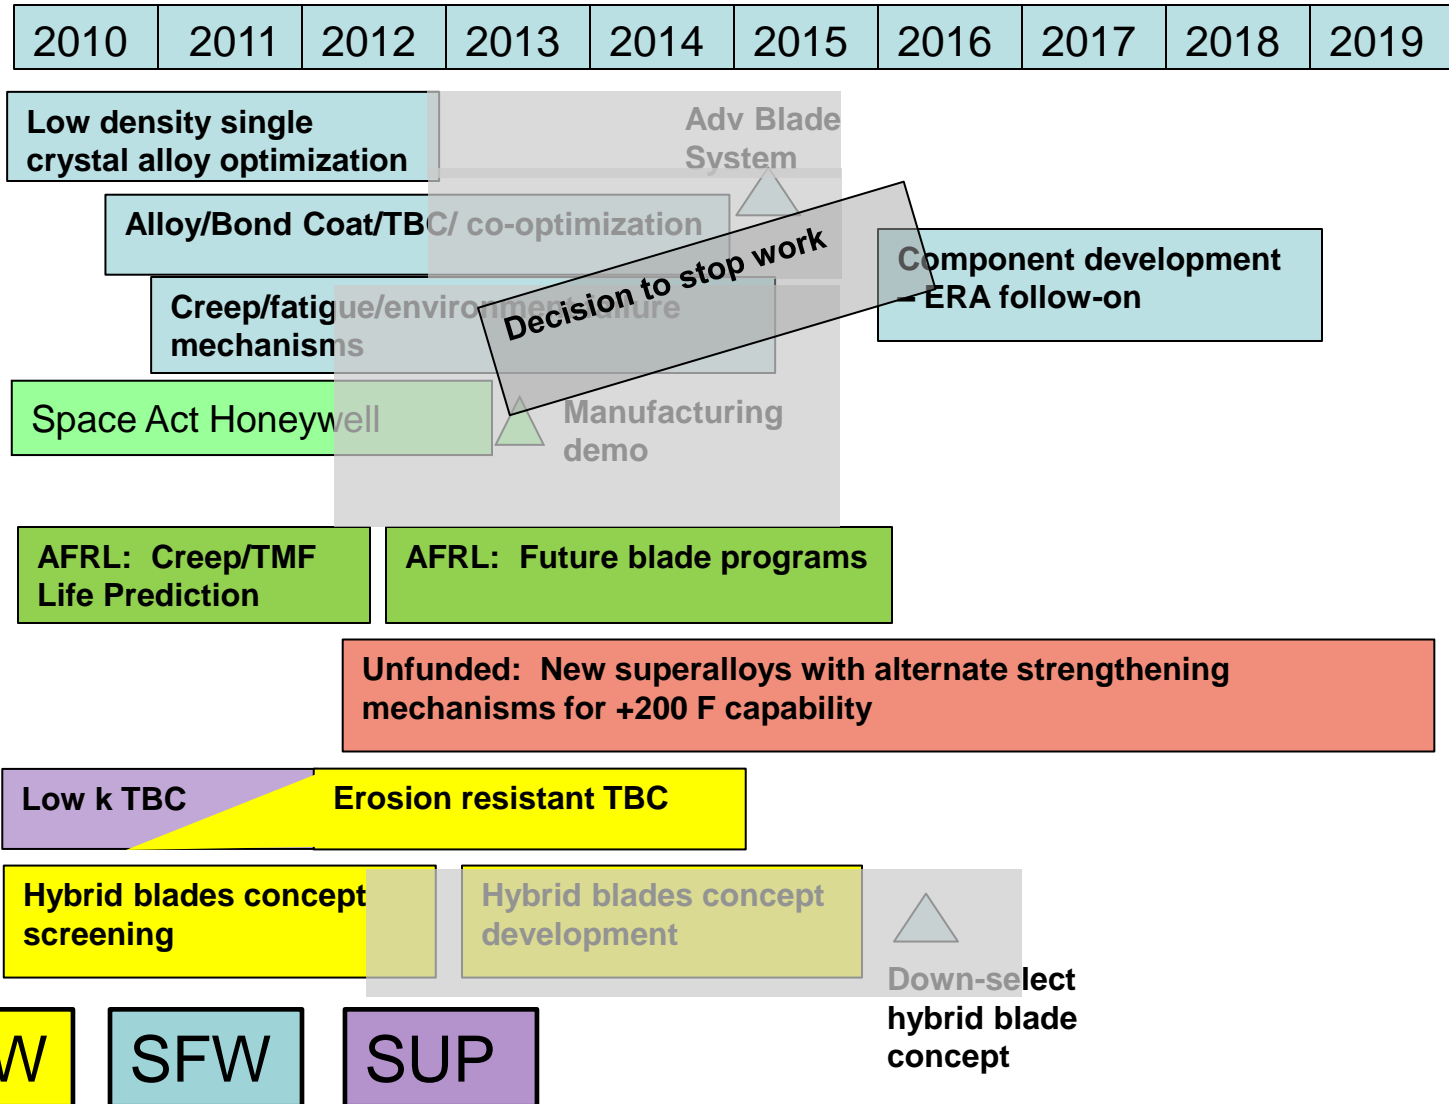 2010 2011 2012 2013 2014 2015 2016 2017 2018 2019
Low density single
crystal alloy optimization
Adv Blade
System
Alloy/Bond Coat/TBC/ co-optimization
Decision to stop work
Component development
– ERA follow-on
Creep/fatigue/environment failure
mechanisms
Space Act Honeywell
Manufacturing
demo
AFRL: Creep/TMF
Life Prediction
AFRL: Future blade programs
Unfunded: New superalloys with alternate strengthening
mechanisms for +200 F capability
Low k TBC
Erosion resistant TBC
Hybrid blades concept
screening
Hybrid blades concept
development
Down-select
hybrid blade
concept
W
SFW
SUP